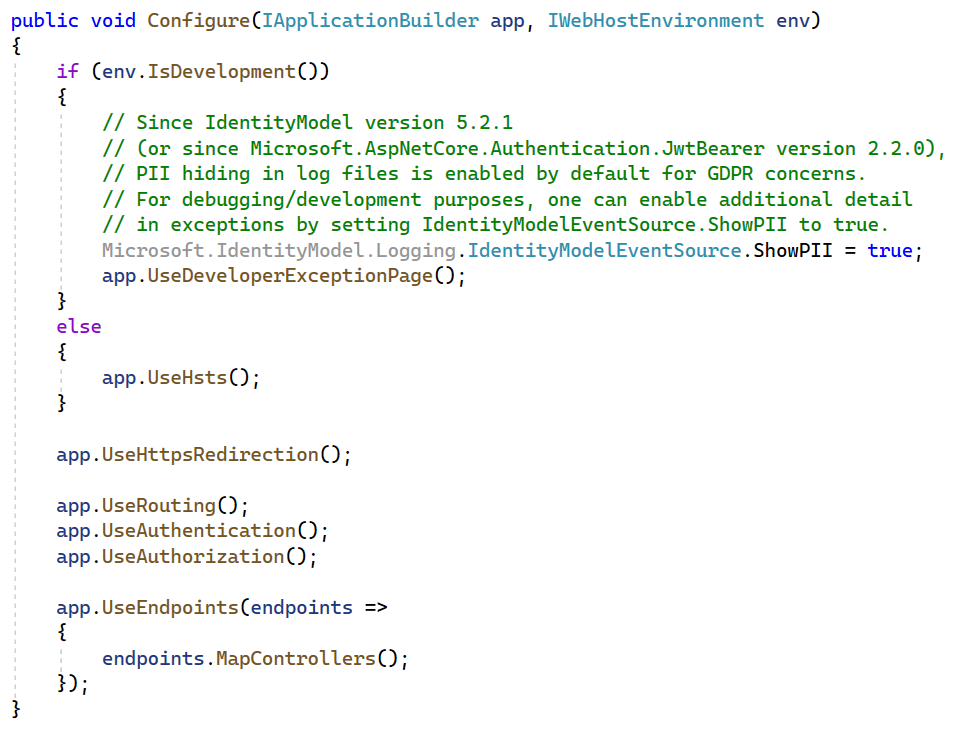 public void Configure(IApplicationBuilder app, IWebHostEnvironment env)
{
    if (env.IsDevelopment())
    {
        // Since IdentityModel version 5.2.1
        // (or since Microsoft.AspNetCore.Authentication.JwtBearer version 2.2.0),
        // PII hiding in log files is enabled by default for GDPR concerns.
        // For debugging/development purposes, one can enable additional detail
        // in exceptions by setting IdentityModelEventSource.ShowPII to true.
        Microsoft.IdentityModel.Logging.IdentityModelEventSource.ShowPII = true;
        app.UseDeveloperExceptionPage();
    }
    else
    {
        app.UseHsts();
    }

    app.UseHttpsRedirection();

    app.UseRouting();
    app.UseAuthentication();
    app.UseAuthorization();

    app.UseEndpoints(endpoints =>
    {
        endpoints.MapControllers();
    });
}